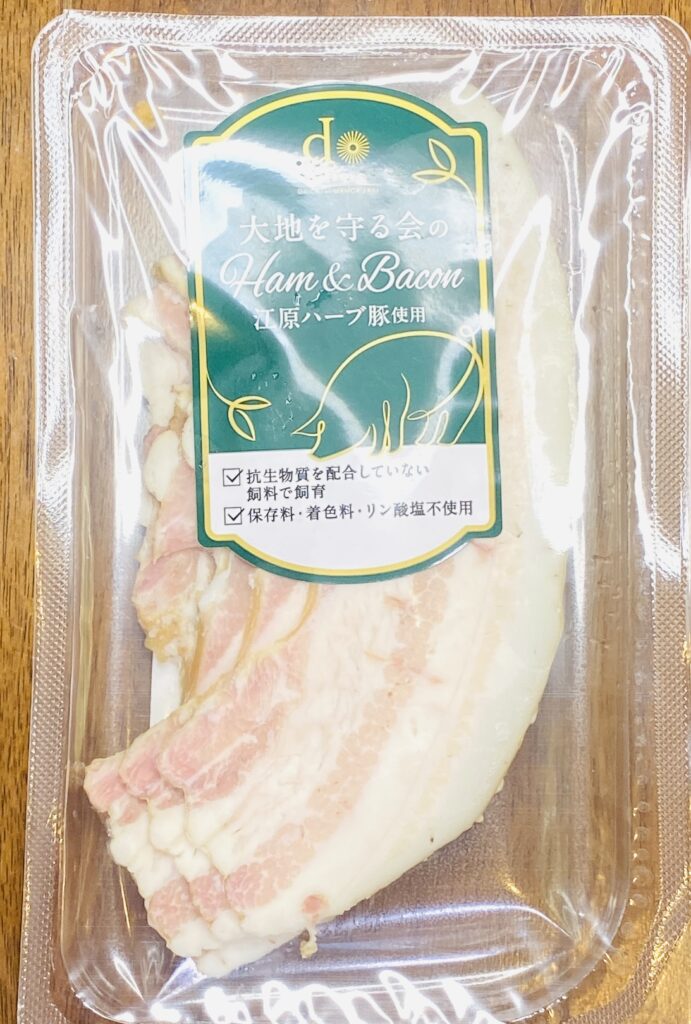 大地を守る会の
Ham & Bacon
江原ハーブ豚使用
抗生物質を配合していない
飼料で飼育
保存料・着色料・リン酸塩不使用